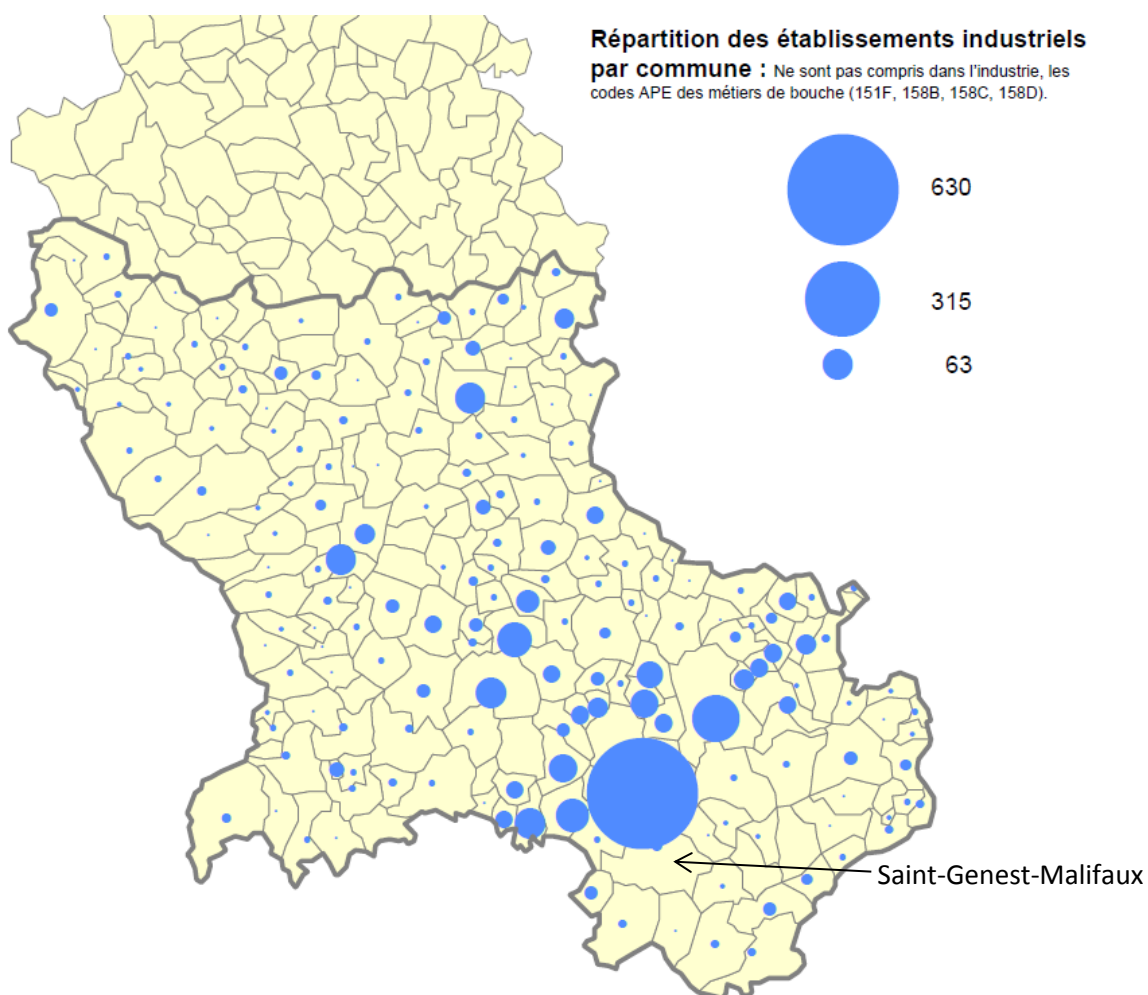 Répartition des établissements industriels
par commune : Ne sont pas compris dans l'industrie, les
codes APE des métiers de bouche (151F, 158B, 158C, 158D).
630
315
63
Saint-Genest-Malifaux